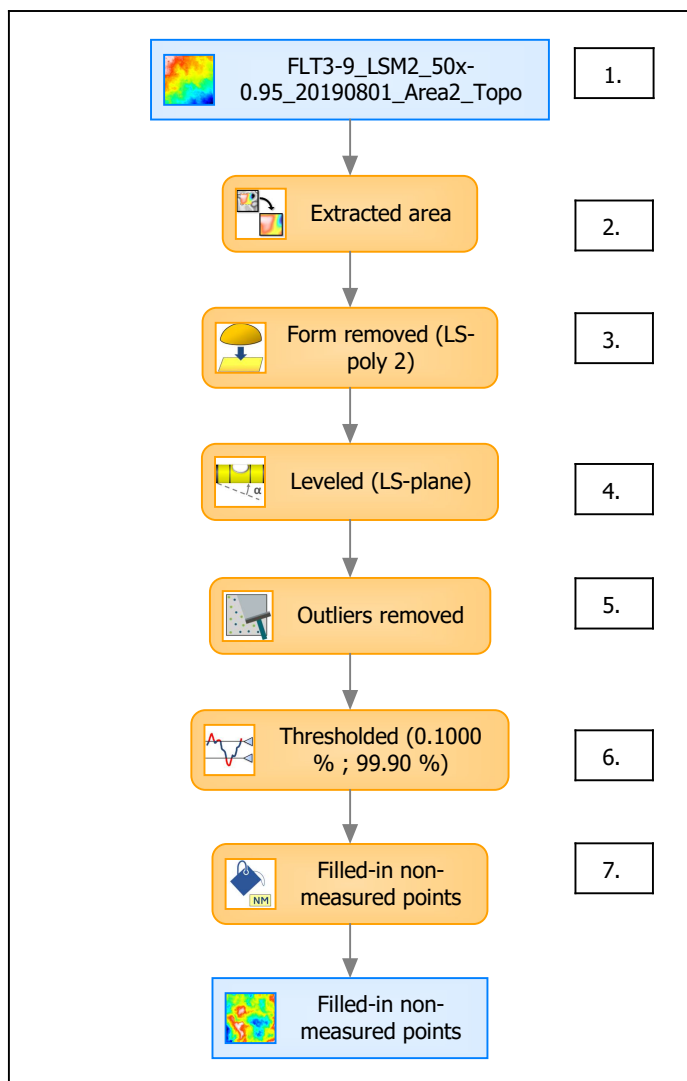 FLT3-9_LSM2_50x-
0.95_20190801_Area2_Topo
1.
Extracted area
2.
Form removed (LS-
poly 2)
3.
α
Leveled (LS-plane)
4.
Outliers removed
5.
Thresholded (0.1000
% ; 99.90 %)
6.
NM
Filled-in non-
measured points
7.
Filled-in non-
measured points